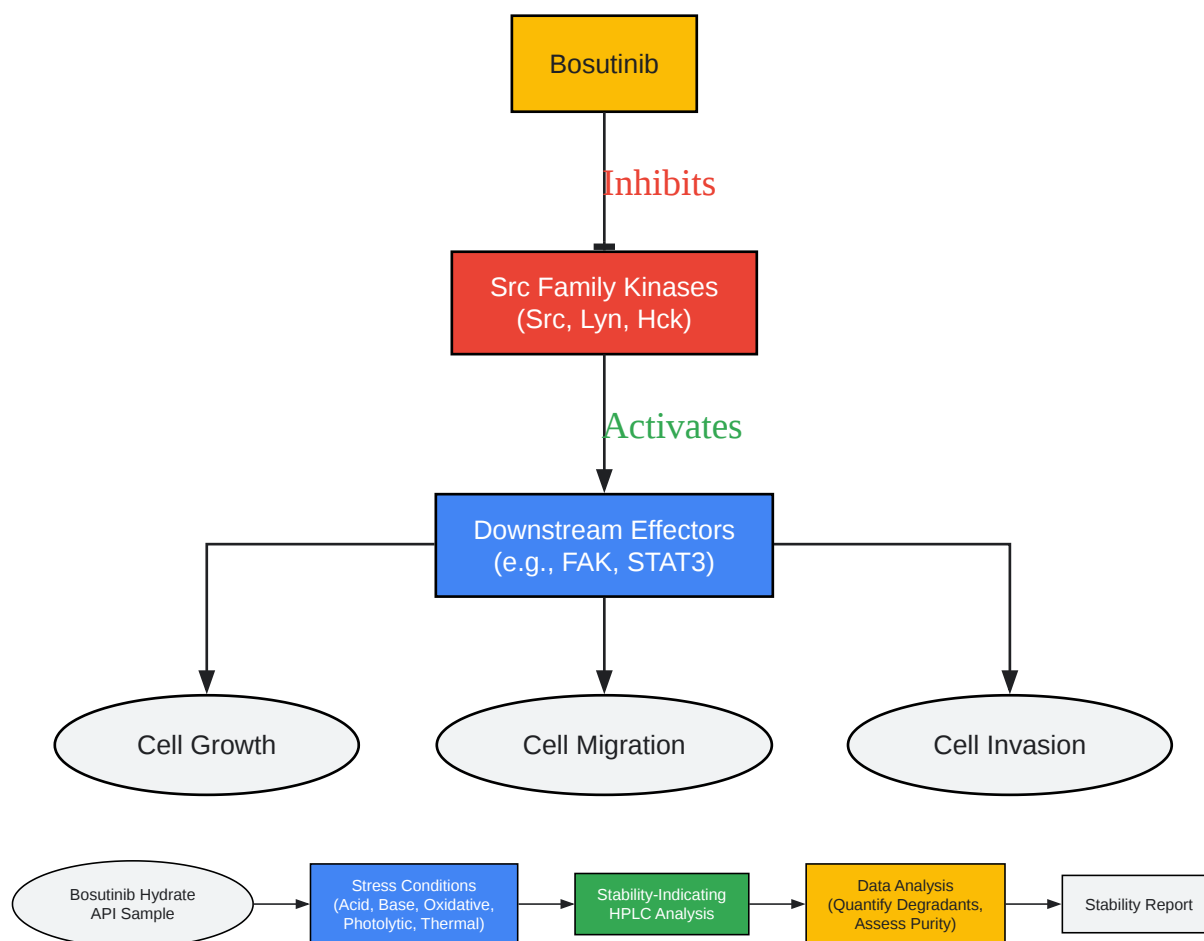 Bosutinib
Inhibits
Src Family Kinases
(Src, Lyn, Hck)
Activates
Downstream Effectors
(e.g., FAK, STAT3)
Cell Growth
Cell Migration
Cell Invasion
Bosutinib Hydrate
API Sample
Stress Conditions
(Acid, Base, Oxidative,
Photolytic, Thermal)
Stability-Indicating
HPLC Analysis
Data Analysis
(Quantify Degradants,
Assess Purity)
Stability Report